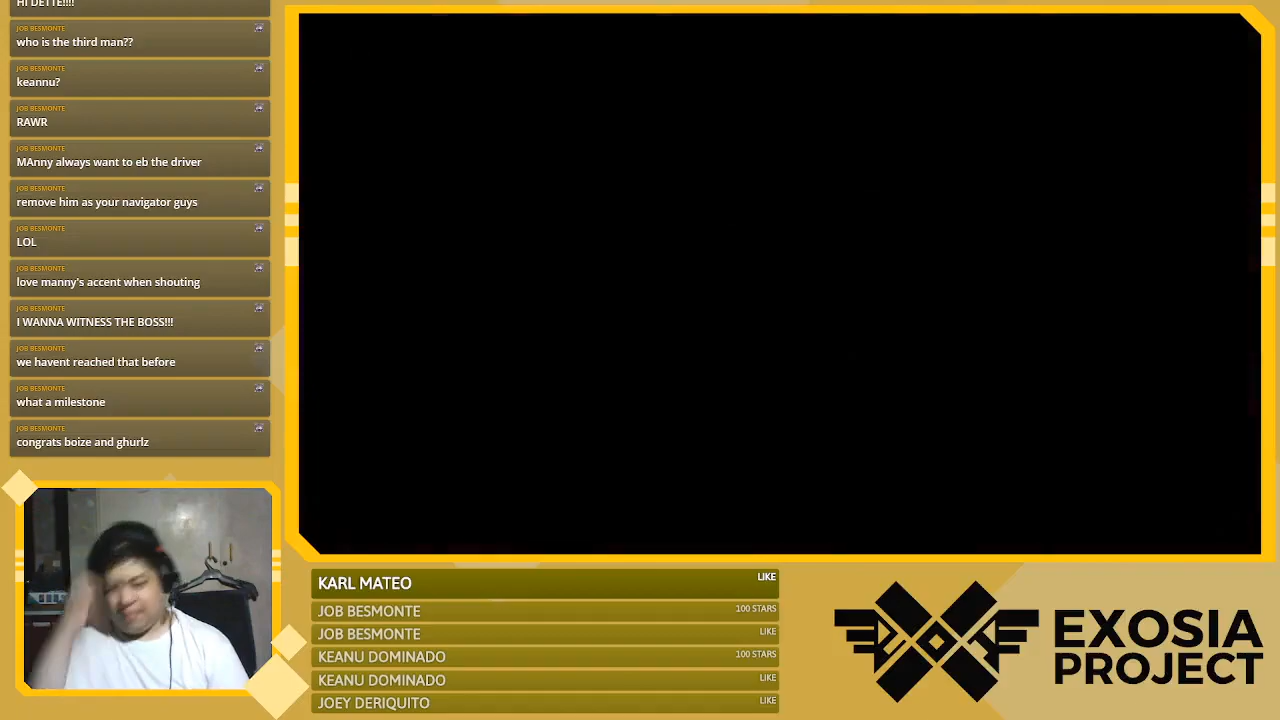 HI DETTE!!!!
JOB BESMONTE
who is the third man??
JOB BESMONTE
keannu?
JOB BESMONTE
RAWR
JOB BESMONTE
MAnny always want to eb the driver
JOB BESMONTE
remove him as your navigator guys
JOB BESMONTE
LOL
JOB BESMONTE
love manny's accent when shouting
JOB BESMONTE
I WANNA WITNESS THE BOSS!!!
JOB BESMONTE
we havent reached that before
JOB BESMONTE
what a milestone
JOB BESMONTE
congrats boize and ghurlz
KARL MATEO LIKE
JOB BESMONTE 100 STARS
JOB BESMONTE LIKE
KEANU DOMINADO 100 STARS
KEANU DOMINADO LIKE
JOEY DERIQUITO LIKE
EXOSIA
PROJECT